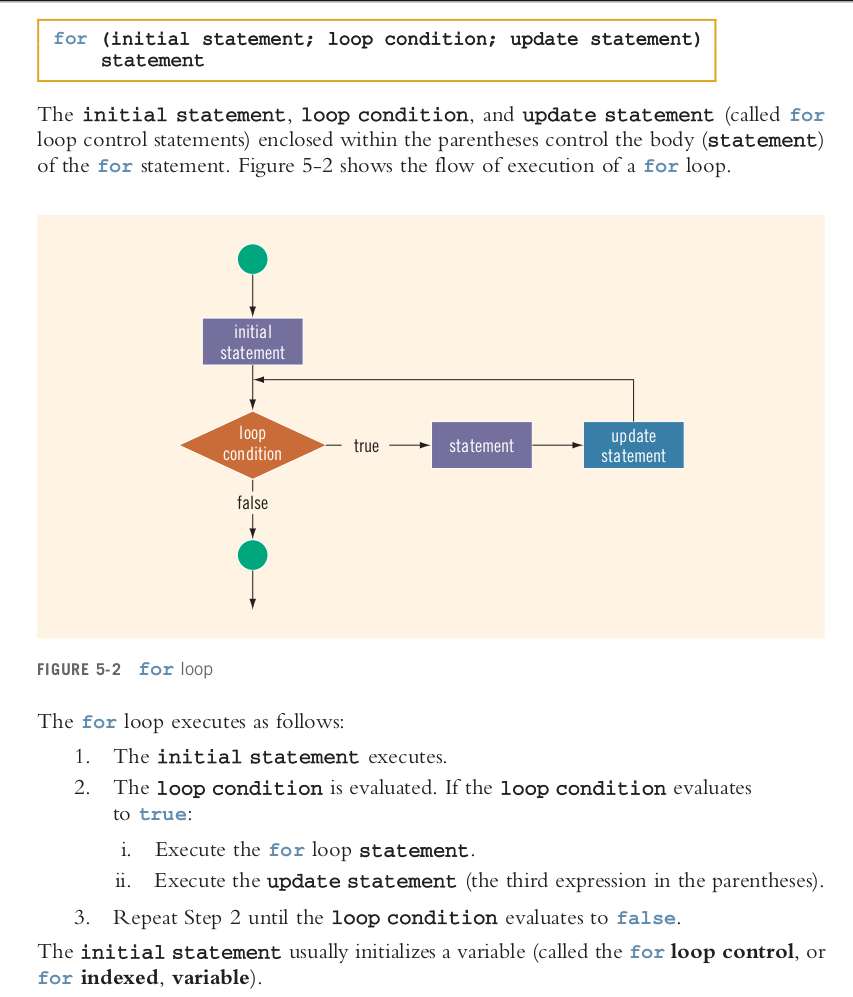 for (initial statement; loop condition; update statement)
statement
The initial statement, loop condition, and update statement (called for
loop control statements) enclosed within the parentheses control the body (statement)
of the for statement. Figure 5-2 shows the flow of execution of a for loop.
initial
statement
loop
condition
true
statement
update
statement
false
FIGURE 5-2 for loop
The for loop executes as follows:
1. The initial statement executes.
2. The loop condition is evaluated. If the loop condition evaluates
to true:
i. Execute the for loop statement.
ii. Execute the update statement (the third expression in the parentheses).
3. Repeat Step 2 until the loop condition evaluates to false.
The initial statement usually initializes a variable (called the for loop control, or
for indexed, variable).